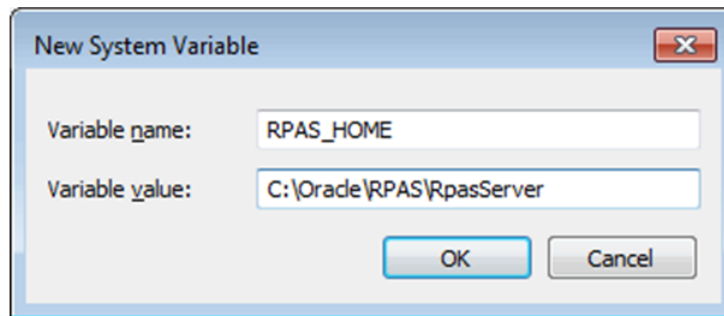 New System Variable
Variable name: RPAS_HOME
Variable value: C:\Oracle\RPAS\RpasServer
OK Cancel